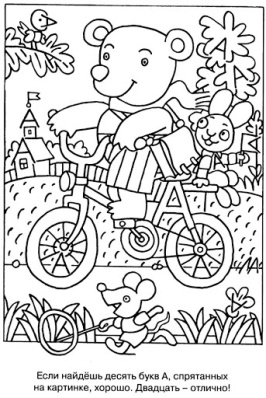 Если найдёшь десять букв А, спрятанных
на картинке, хорошо. Двадцать – отлично!